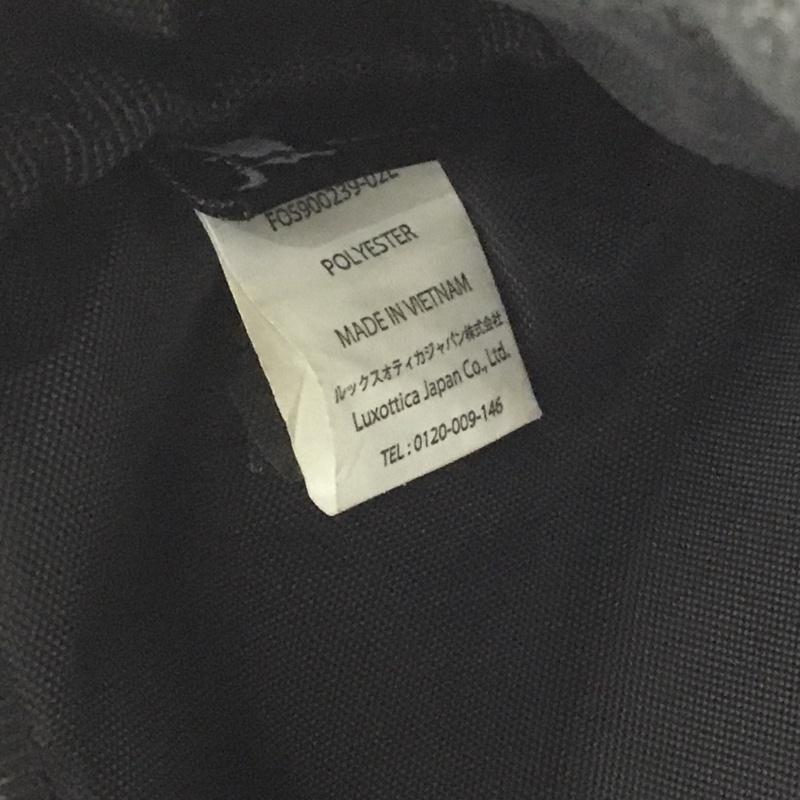 FOS900239-02E
POLYESTER
MADE IN VIETNAM
ルックスオティカジャパン株式会社
Luxottica Japan Co., Ltd.
TEL : 0120-009-146